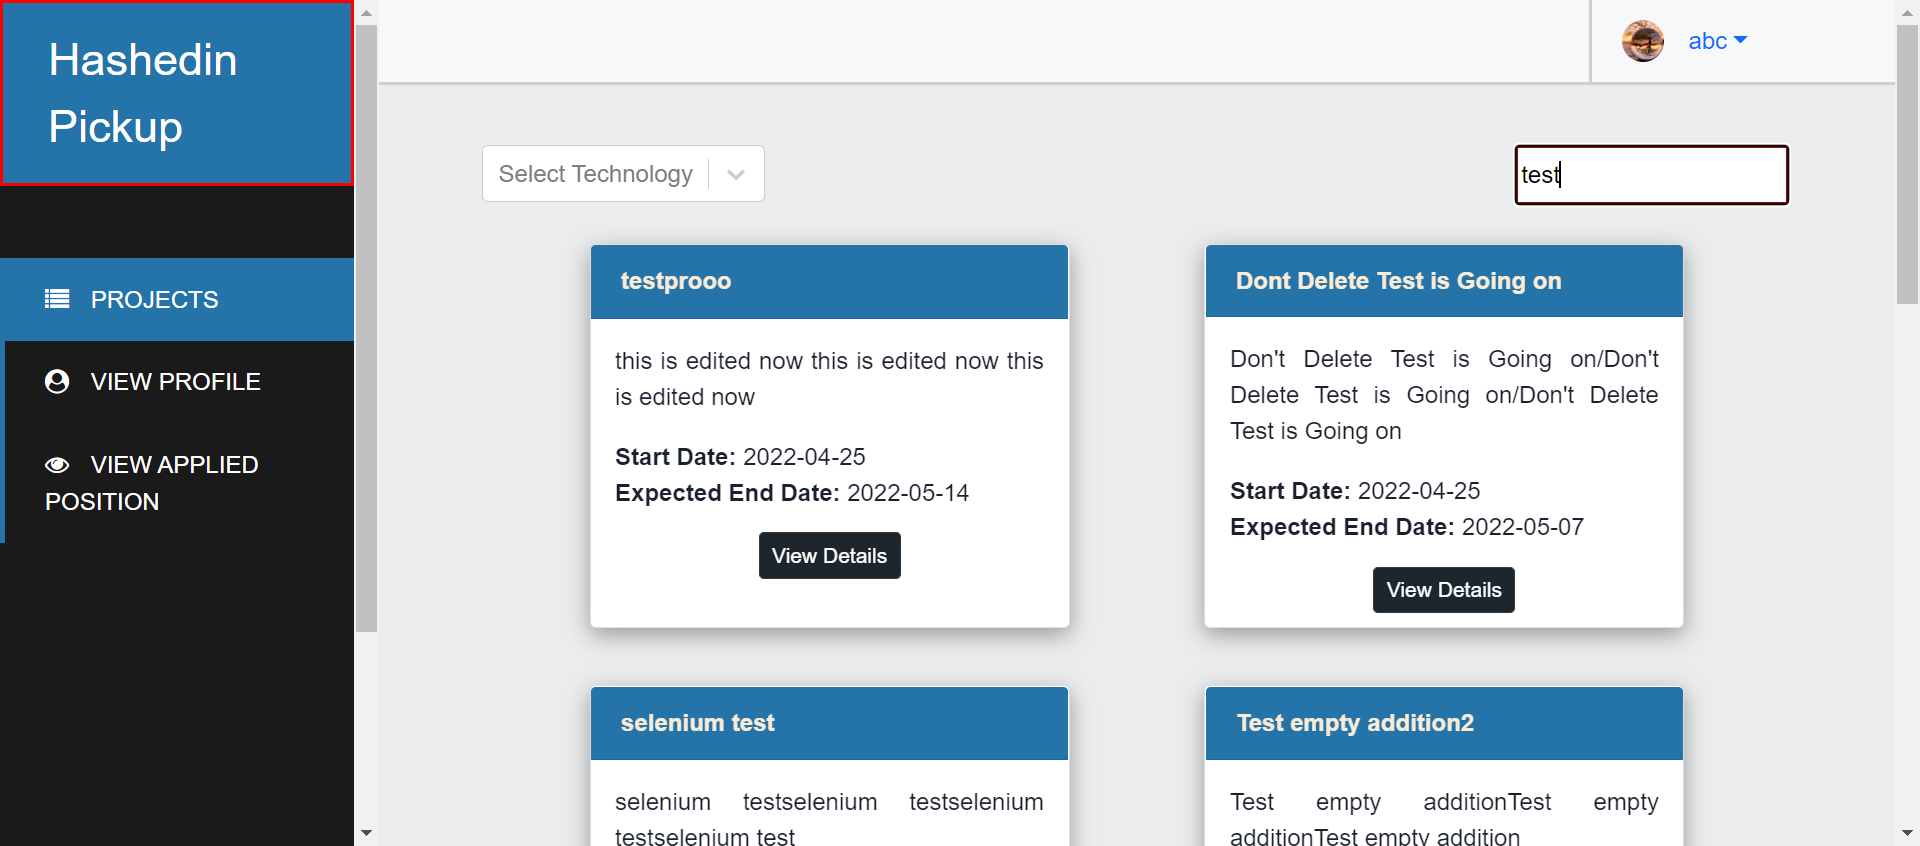 Hashedin
Pickup
abc
PROJECTS
VIEW PROFILE
VIEW APPLIED
POSITION
Select Technology
test
testprooo
this is edited now this is edited now this
is edited now
Start Date: 2022-04-25
Expected End Date: 2022-05-14
View Details
Dont Delete Test is Going on
Don't Delete Test is Going on/Don't
Delete Test is Going on/Don't Delete
Test is Going on
Start Date: 2022-04-25
Expected End Date: 2022-05-07
View Details
selenium test
selenium testselenium testselenium
testselenium test
Test empty addition2
Test empty additionTest empty
additionTest empty addition